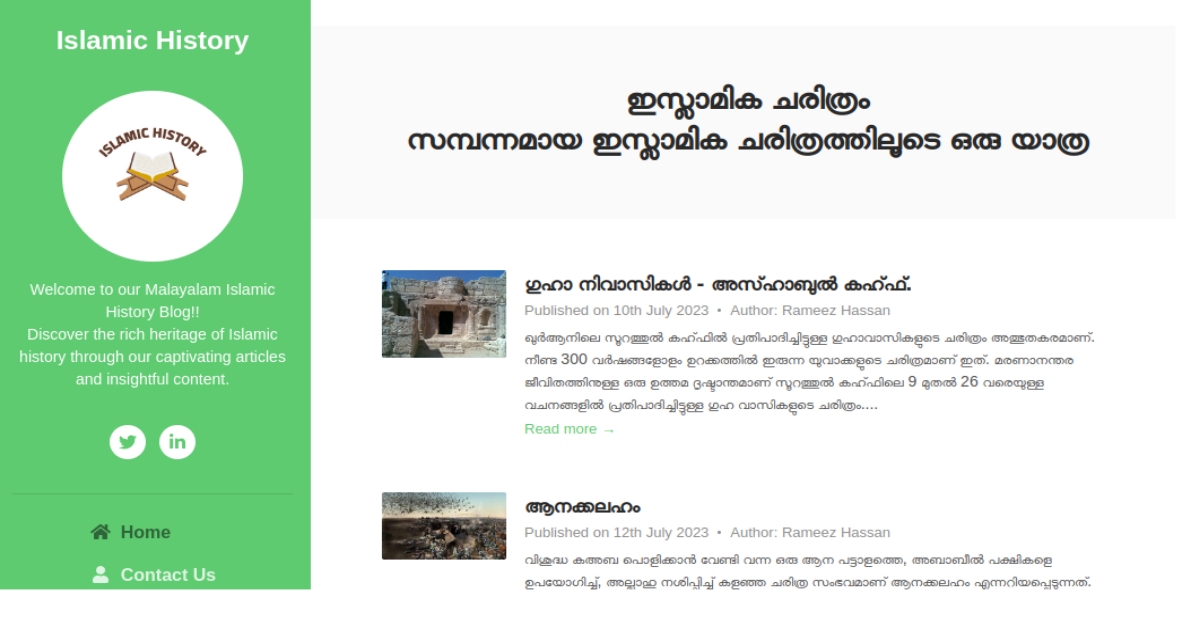 Islamic History
ISLAMIC HISTORY
Welcome to our Malayalam Islamic
History Blog!!
Discover the rich heritage of Islamic
history through our captivating articles
and insightful content.
Home
Contact Us
ഇസ്ലാമിക ചരിത്രം
സമ്പന്നമായ ഇസ്ലാമിക ചരിത്രത്തിലൂടെ ഒരു യാത്ര
ഗുഹാ നിവാസികൾ - അസ്ഹാബുൽ കഹ്ഫ്.
Published on 10th July 2023 • Author: Rameez Hassan
ഖുർആനിലെ സൂറത്തുൽ കഹ്ഫിൽ പ്രതിപാദിച്ചിട്ടുള്ള ഗുഹാവാസികളുടെ ചരിത്രം അത്ഭുതകരമാണ്.
നീണ്ട 300 വർഷങ്ങളോളം ഉറക്കത്തിൽ ഇരുന്ന യുവാക്കളുടെ ചരിത്രമാണ് ഇത്. മരണാനന്തര
ജീവിതത്തിനുള്ള ഒരു ഉത്തമ ദൃഷ്ടാന്തമാണ് സൂറത്തുൽ കഹ്ഫിലെ 9 മുതൽ 26 വരെയുള്ള
വചനങ്ങളിൽ പ്രതിപാദിച്ചിട്ടുള്ള ഗുഹ വാസികളുടെ ചരിത്രം....
Read more →
ആനക്കലഹം
Published on 12th July 2023 • Author: Rameez Hassan
വിശുദ്ധ കഅബ പൊളിക്കാൻ വേണ്ടി വന്ന ഒരു ആന പട്ടാളത്തെ, അബാബീൽ പക്ഷികളെ
ഉപയോഗിച്ച്, അല്ലാഹു നശിപ്പിച്ച് കളഞ്ഞ ചരിത്ര സംഭവമാണ് ആനക്കലഹം എന്നറിയപ്പെടുന്നത്.